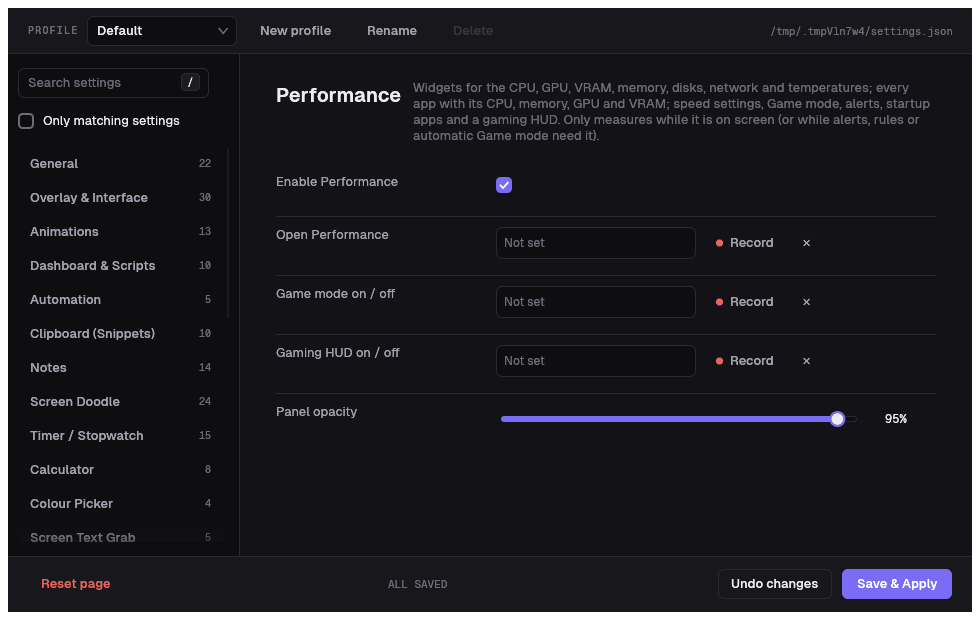 PROFILE Default New profile Rename Delete /tmp/.tmpVln7w4/settings.json
Search settings /
Only matching settings
General 22
Overlay & Interface 30
Animations 13
Dashboard & Scripts 10
Automation 5
Clipboard (Snippets) 10
Notes 14
Screen Doodle 24
Timer / Stopwatch 15
Calculator 8
Colour Picker 4
Screen Text Grab 5
Performance
Widgets for the CPU, GPU, VRAM, memory, disks, network and temperatures; every
app with its CPU, memory, GPU and VRAM; speed settings, Game mode, alerts, startup
apps and a gaming HUD. Only measures while it is on screen (or while alerts, rules or
automatic Game mode need it).
Enable Performance
Open Performance Not set Record ×
Game mode on / off Not set Record ×
Gaming HUD on / off Not set Record ×
Panel opacity 95%
Reset page ALL SAVED Undo changes Save & Apply